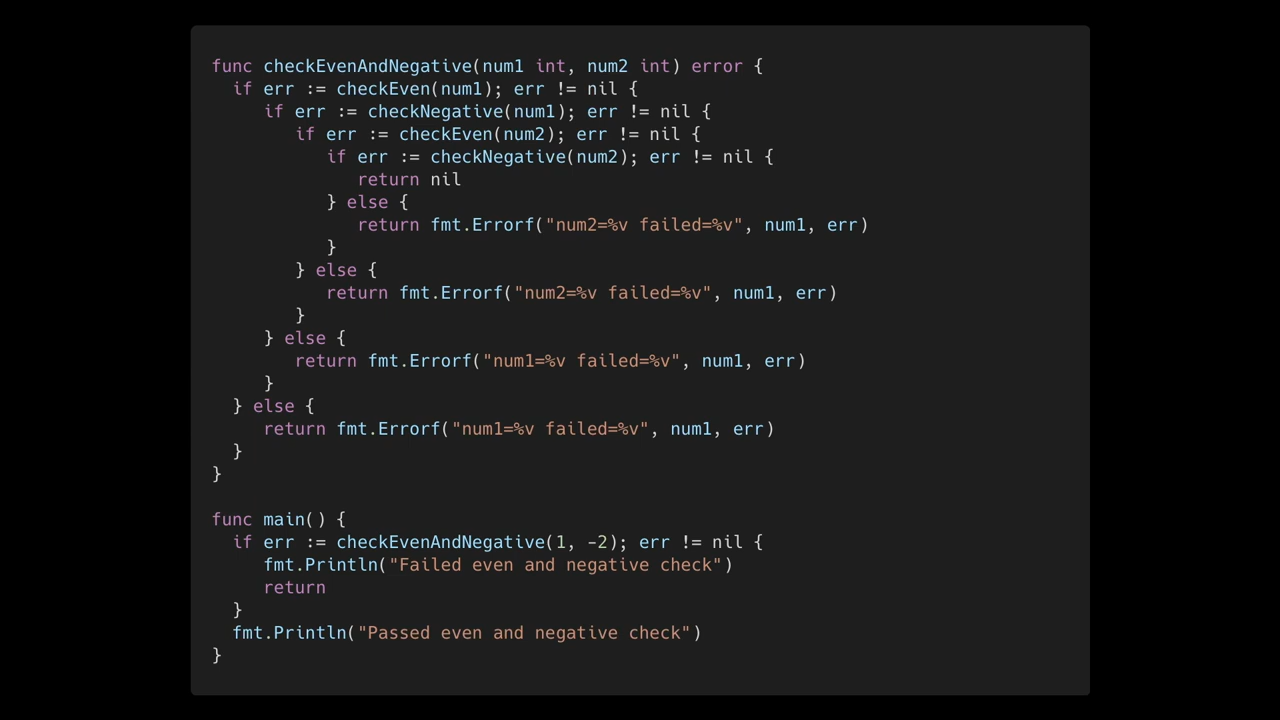 func checkEvenAndNegative(num1 int, num2 int) error {
  if err := checkEven(num1); err != nil {
     if err := checkNegative(num1); err != nil {
        if err := checkEven(num2); err != nil {
           if err := checkNegative(num2); err != nil {
              return nil
           } else {
              return fmt.Errorf("num2=%v failed=%v", num1, err)
           }
        } else {
           return fmt.Errorf("num2=%v failed=%v", num1, err)
        }
     } else {
        return fmt.Errorf("num1=%v failed=%v", num1, err)
     }
  } else {
     return fmt.Errorf("num1=%v failed=%v", num1, err)
  }
}

func main() {
  if err := checkEvenAndNegative(1, -2); err != nil {
     fmt.Println("Failed even and negative check")
     return
  }
  fmt.Println("Passed even and negative check")
}